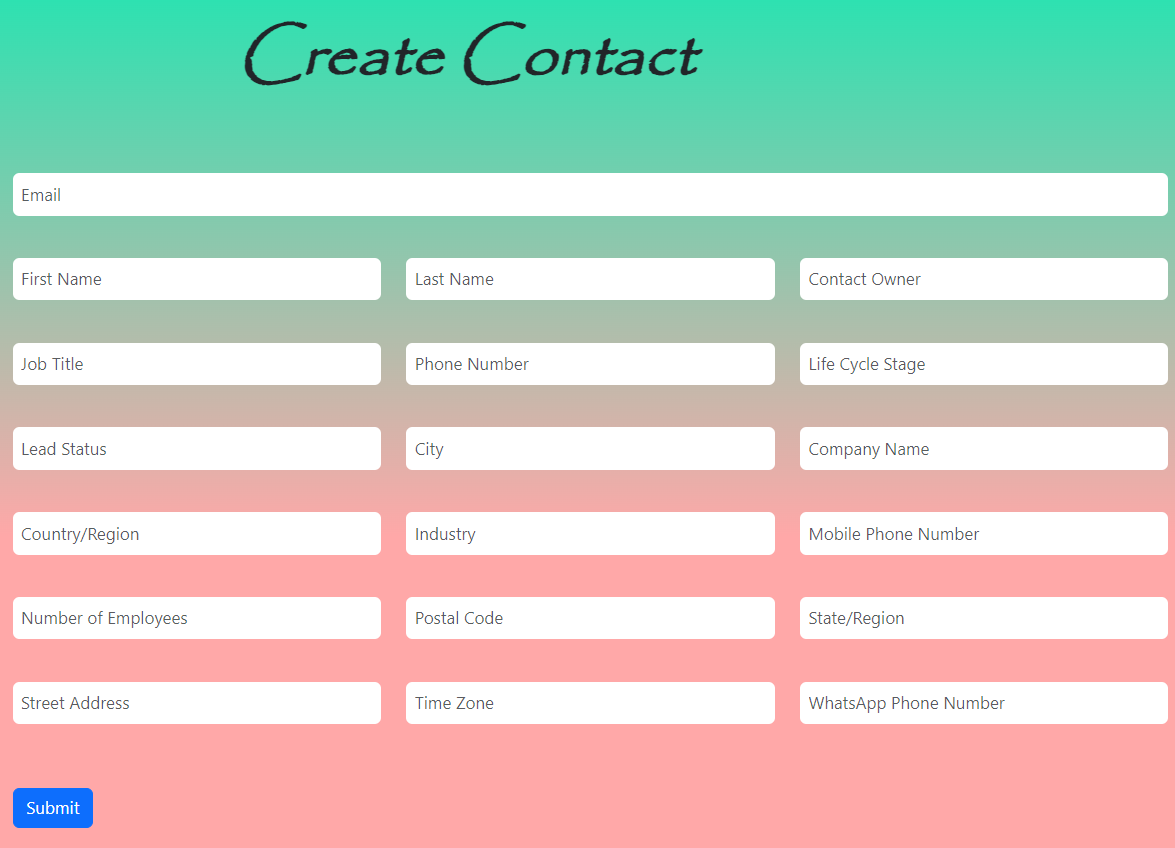 Create Contact
Email
First Name Last Name Contact Owner
Job Title Phone Number Life Cycle Stage
Lead Status City Company Name
Country/Region Industry Mobile Phone Number
Number of Employees Postal Code State/Region
Street Address Time Zone WhatsApp Phone Number
Submit